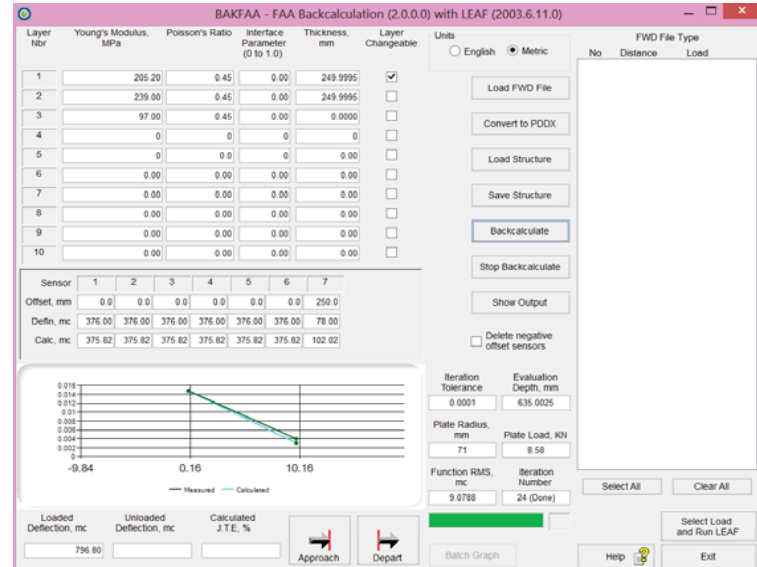 BAKFAA - FAA Backcalculation (2.0.0.0) with LEAF (2003.6.11.0)
Layer Nbr Young's Modulus, MPa Poisson's Ratio Interface Parameter (0 to 1.0) Thickness, mm Layer Changeable
1 205.20 0.45 0.00 249.9995
2 239.00 0.45 0.00 249.9995
3 97.00 0.45 0.00 0.0000
4 0 0 0 0
5 0 0.0 0 0.00
6 0.00 0.00 0.00 0.00
7 0.00 0.00 0.00 0.00
8 0.00 0.00 0.00 0.00
9 0.00 0.00 0.00 0.00
10 0.00 0.00 0.00 0.00
Sensor 1 2 3 4 5 6 7
Offset, mm 0.0 0.0 0.0 0.0 0.0 0.0 250.0
Defln, mc 376.00 376.00 376.00 376.00 376.00 376.00 78.00
Calc, mc 375.82 375.82 375.82 375.82 375.82 375.82 102.02
0.016
0.014
0.012
0.01
0.008
0.006
0.004
0.002
0
-9.84 0.16 10.16
Measured Calculated
Loaded Deflection, mc Unloaded Deflection, mc Calculated J.T.E, %
796.80
Approach Depart
Units
English Metric
Load FWD File
Convert to PDDX
Load Structure
Save Structure
Backcalculate
Stop Backcalculate
Show Output
Delete negative
offset sensors
Iteration Tolerance Evaluation Depth, mm
0.0001 635.0025
Plate Radius, mm Plate Load, KN
71 8.58
Function RMS, mc Iteration Number
9.0788 24 (Done)
Batch Graph
FWD File Type
No Distance Load
Select All Clear All
Select Load
and Run LEAF
Help Exit